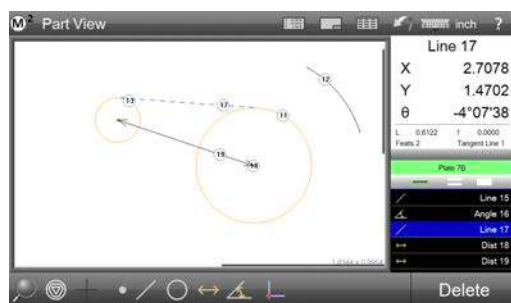 M2 Part View
inch ?
Line 17
X 2.7078
Y 1.4702
θ -4°07'38
L 0.6122 f 0.0000
Feats 2 Tangent Line 1
Plate 7B
Line 15
Angle 16
Line 17
Dist 18
Dist 19
12
13
17
11
19
Delete